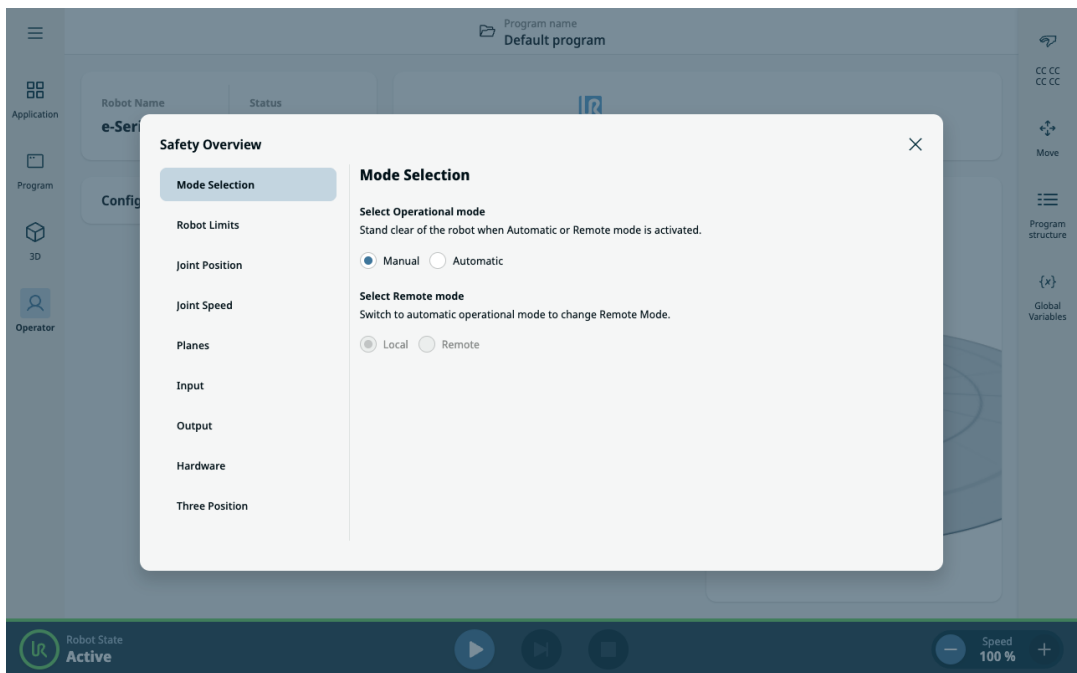 Program name
Default program
Application
Program
3D
Operator
Robot Name
Status
e-Seri
Config
Safety Overview
Mode Selection
Robot Limits
Joint Position
Joint Speed
Planes
Input
Output
Hardware
Three Position
Mode Selection
Select Operational mode
Stand clear of the robot when Automatic or Remote mode is activated.
Manual
Automatic
Select Remote mode
Switch to automatic operational mode to change Remote Mode.
Local
Remote
CC CC
CC CC
Move
Program
structure
{x}
Global
Variables
Robot State
Active
Speed
100 %